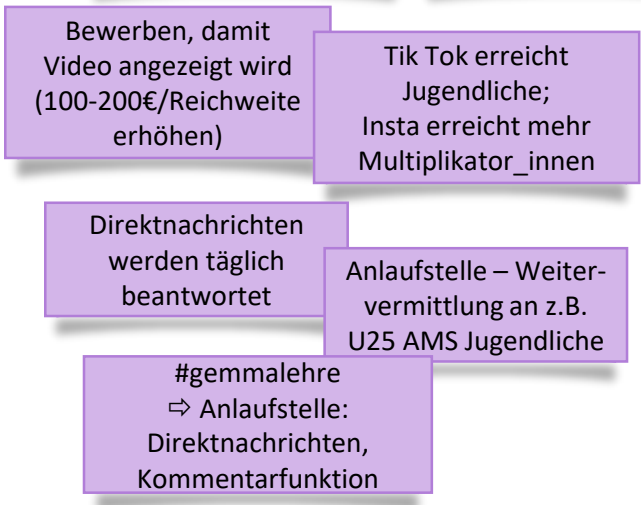 Bewerben, damit
Video angezeigt wird
(100-200€/Reichweite
erhöhen)
Tik Tok erreicht
Jugendliche;
Insta erreicht mehr
Multiplikator_innen
Direktnachrichten
werden täglich
beantwortet
Anlaufstelle – Weiter-
vermittlung an z.B.
U25 AMS Jugendliche
#gemmalehre
⇨ Anlaufstelle:
Direktnachrichten,
Kommentarfunktion